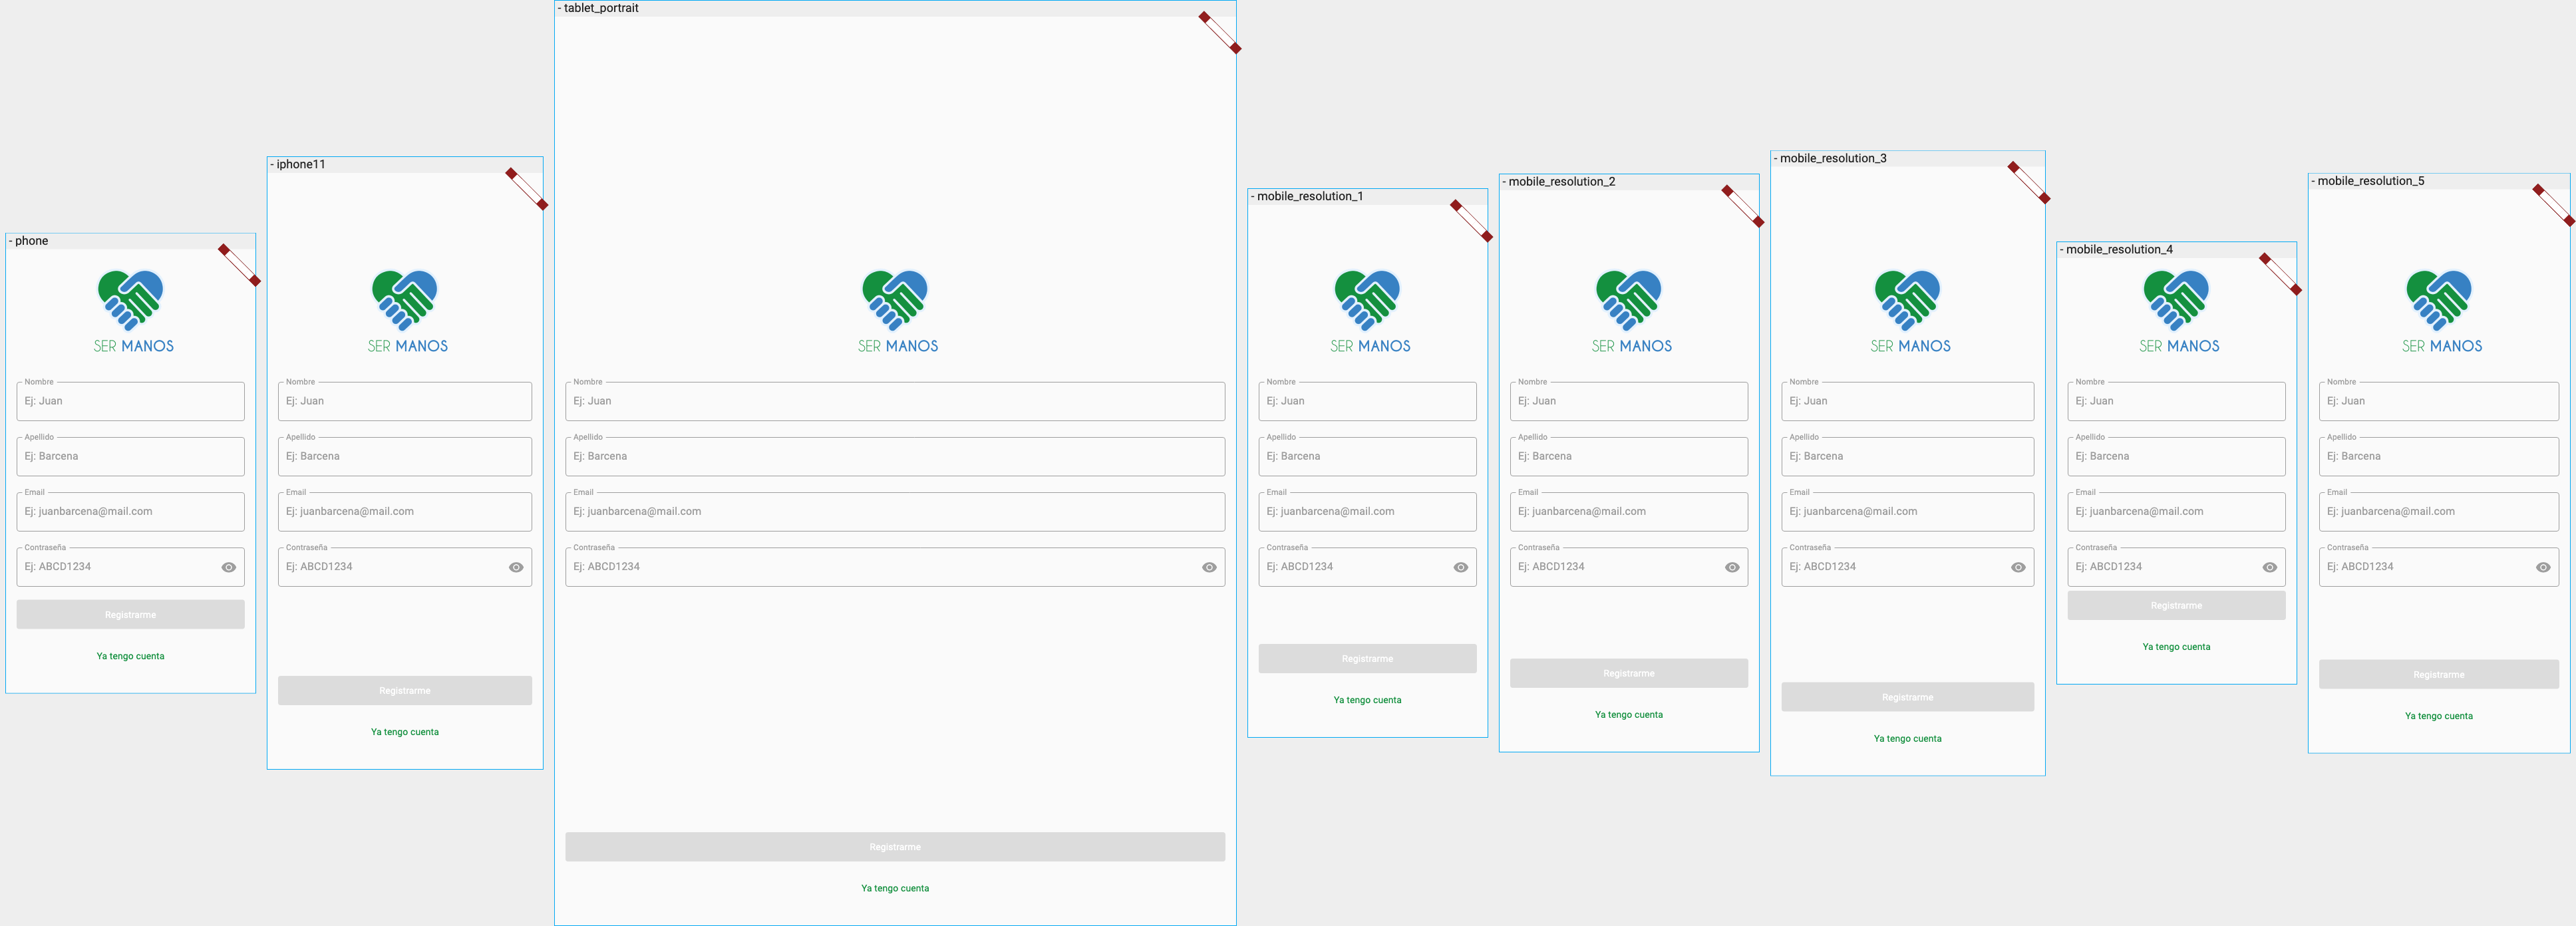 - phone
SER MANOS
Nombre
Ej: Juan
Apellido
Ej: Barcena
Email
Ej: juanbarcena@mail.com
Contraseña
Ej: ABCD1234
Registrarme
Ya tengo cuenta
- iphone11
SER MANOS
Nombre
Ej: Juan
Apellido
Ej: Barcena
Email
Ej: juanbarcena@mail.com
Contraseña
Ej: ABCD1234
Registrarme
Ya tengo cuenta
- tablet_portrait
SER MANOS
Nombre
Ej: Juan
Apellido
Ej: Barcena
Email
Ej: juanbarcena@mail.com
Contraseña
Ej: ABCD1234
Registrarme
Ya tengo cuenta
- mobile_resolution_1
SER MANOS
Nombre
Ej: Juan
Apellido
Ej: Barcena
Email
Ej: juanbarcena@mail.com
Contraseña
Ej: ABCD1234
Registrarme
Ya tengo cuenta
- mobile_resolution_2
SER MANOS
Nombre
Ej: Juan
Apellido
Ej: Barcena
Email
Ej: juanbarcena@mail.com
Contraseña
Ej: ABCD1234
Registrarme
Ya tengo cuenta
- mobile_resolution_3
SER MANOS
Nombre
Ej: Juan
Apellido
Ej: Barcena
Email
Ej: juanbarcena@mail.com
Contraseña
Ej: ABCD1234
Registrarme
Ya tengo cuenta
- mobile_resolution_4
SER MANOS
Nombre
Ej: Juan
Apellido
Ej: Barcena
Email
Ej: juanbarcena@mail.com
Contraseña
Ej: ABCD1234
Registrarme
Ya tengo cuenta
- mobile_resolution_5
SER MANOS
Nombre
Ej: Juan
Apellido
Ej: Barcena
Email
Ej: juanbarcena@mail.com
Contraseña
Ej: ABCD1234
Registrarme
Ya tengo cuenta